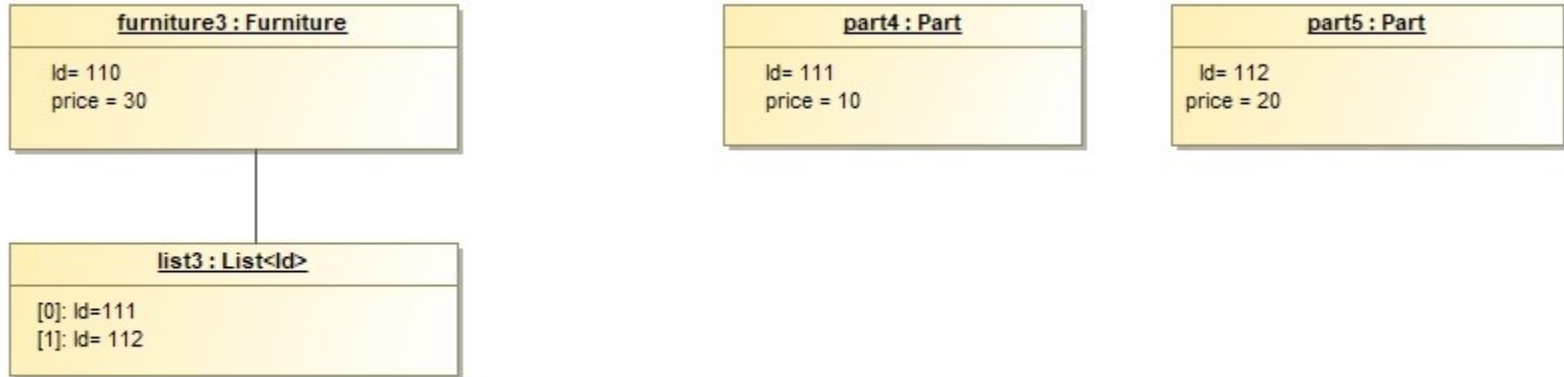 furniture3 : Furniture
Id= 110
price = 30
part4 : Part
Id= 111
price = 10
part5 : Part
Id= 112
price = 20
list3 : List<Id>
[0]: Id=111
[1]: Id= 112